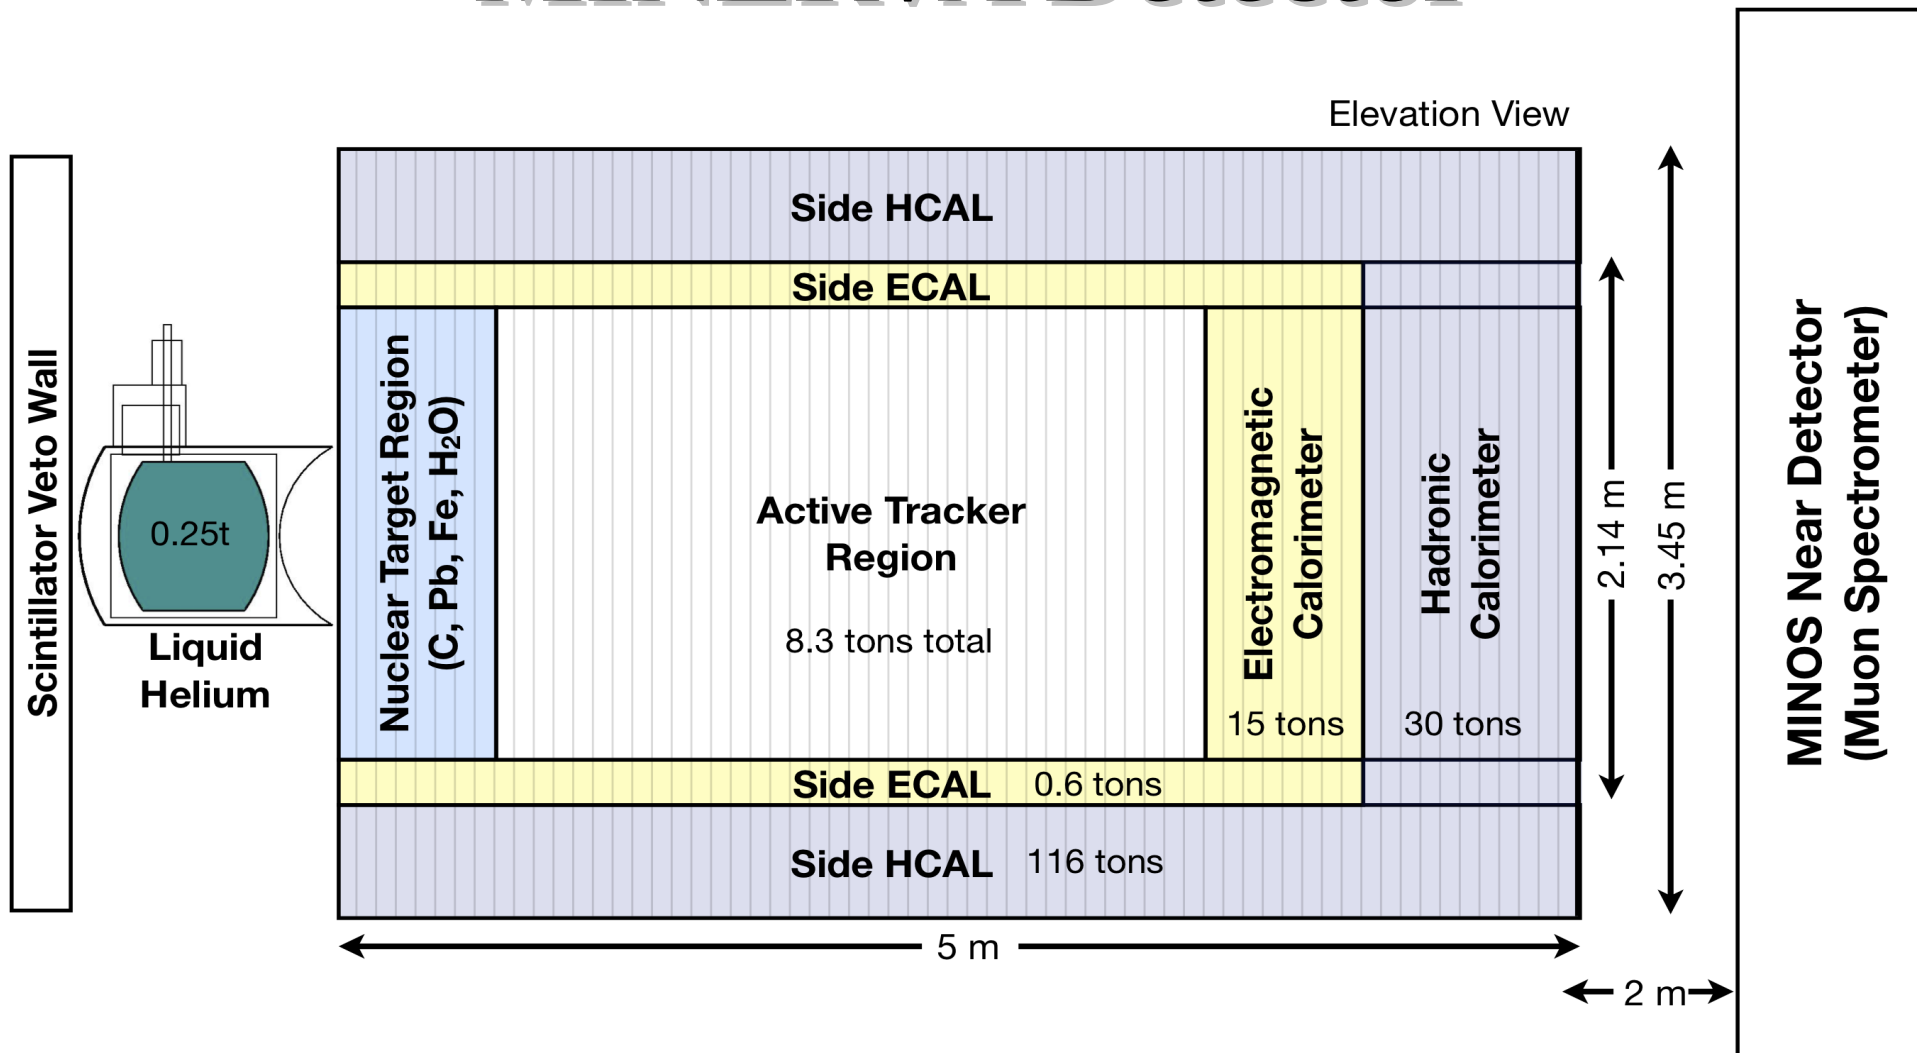 MINERvA Detector
Elevation View
Side HCAL
Side ECAL
Scintillator Veto Wall
0.25t
Liquid
Helium
Nuclear Target Region
(C, Pb, Fe, H₂O)
Active Tracker
Region
8.3 tons total
Electromagnetic
Calorimeter
15 tons
Hadronic
Calorimeter
30 tons
2.14 m
3.45 m
MINOS Near Detector
(Muon Spectrometer)
Side ECAL 0.6 tons
Side HCAL 116 tons
5 m
2 m